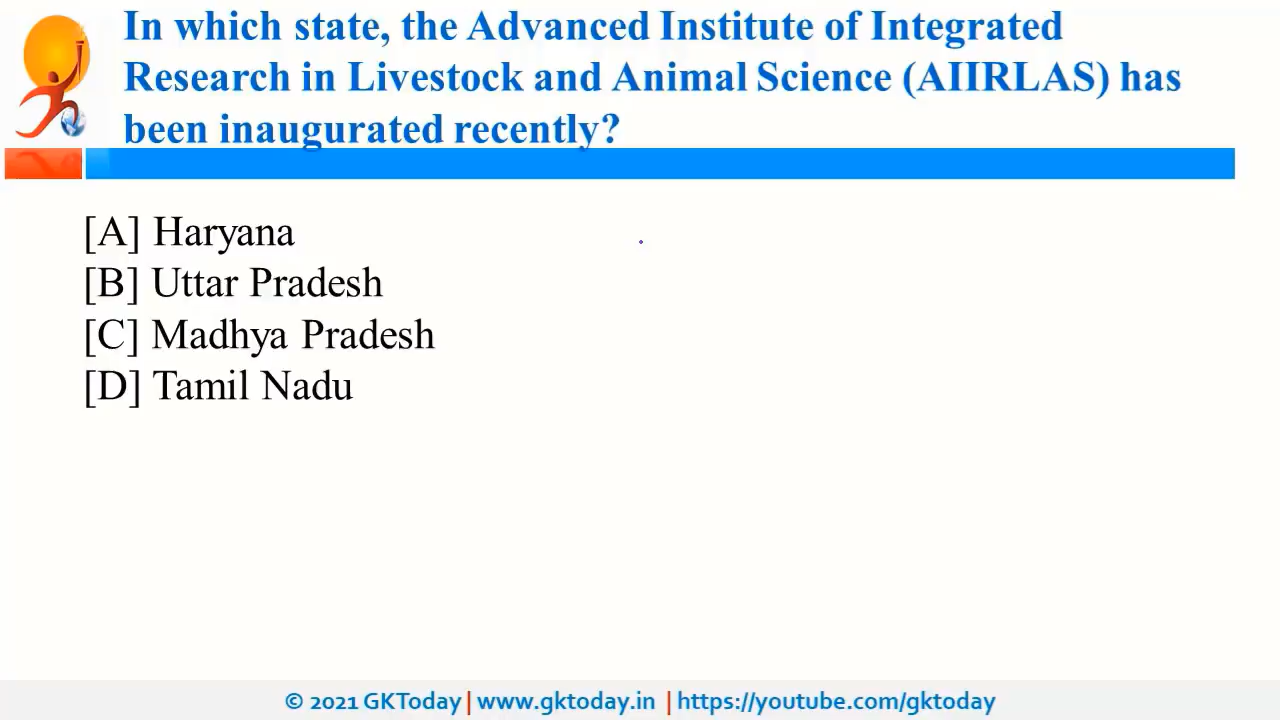 In which state, the Advanced Institute of Integrated
Research in Livestock and Animal Science (AIIRLAS) has
been inaugurated recently?
[A] Haryana
[B] Uttar Pradesh
[C] Madhya Pradesh
[D] Tamil Nadu
© 2021 GKToday | www.gktoday.in | https://youtube.com/gktoday